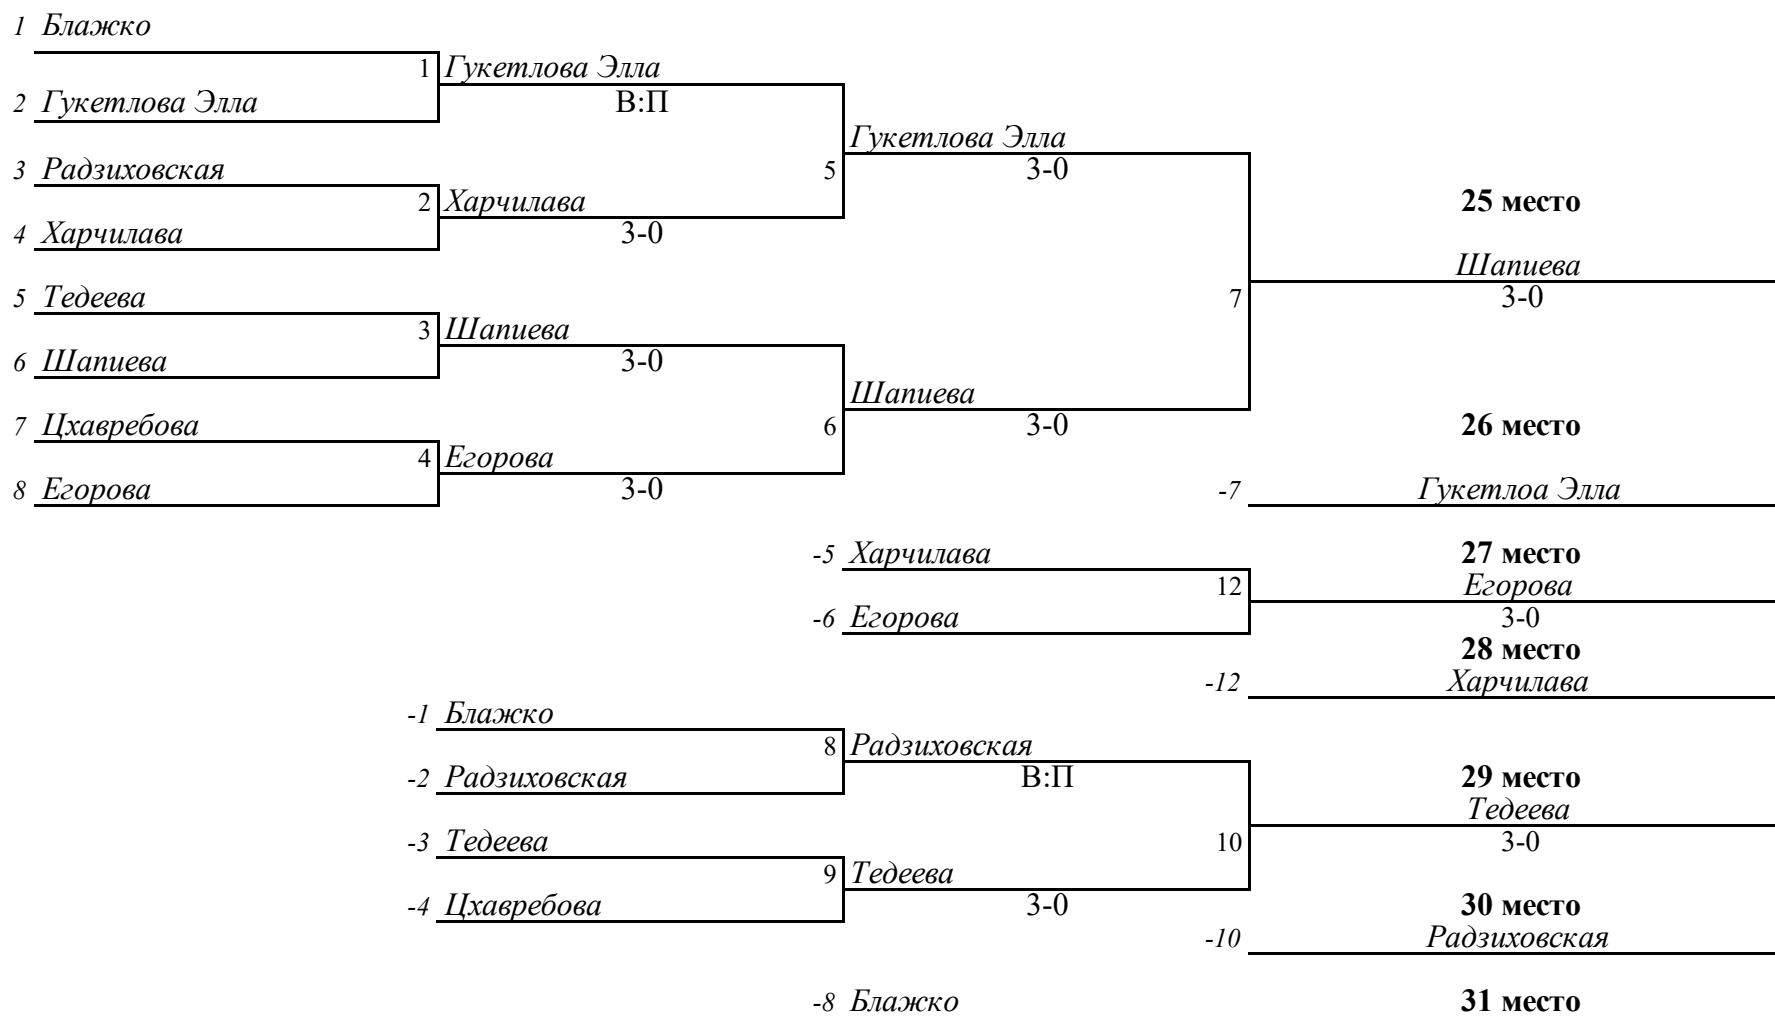 1 Блажко
1 Гукетлова Элла
2 Гукетлова Элла В:П
Гукетлова Элла
3 Радзиховская 5 3-0
2 Харчилава 25 место
4 Харчилава 3-0
Шапиева
5 Тедеева 7 3-0
3 Шапиева
6 Шапиева 3-0
Шапиева
7 Цхавребова 6 3-0 26 место
4 Егорова
8 Егорова 3-0 -7 Гукетлоа Элла
-5 Харчилава 27 место
12 Егорова
-6 Егорова 3-0
28 место
-12 Харчилава
-1 Блажко
8 Радзиховская
-2 Радзиховская В:П 29 место
Тедеева
-3 Тедеева 10 3-0
9 Тедеева
-4 Цхавребова 3-0 30 место
-10 Радзиховская
-8 Блажко 31 место